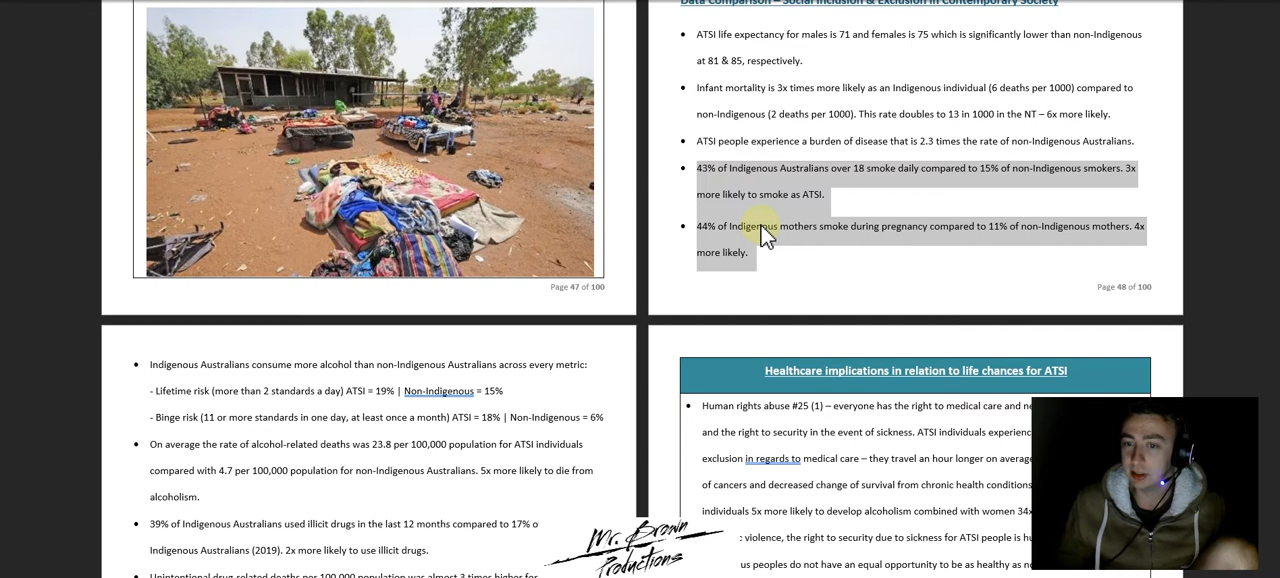 Data Comparison – Social Inclusion & Exclusion in Contemporary Society
• ATSI life expectancy for males is 71 and females is 75 which is significantly lower than non-Indigenous
at 81 & 85, respectively.
• Infant mortality is 3x times more likely as an Indigenous individual (6 deaths per 1000) compared to
non-Indigenous (2 deaths per 1000). This rate doubles to 13 in 1000 in the NT – 6x more likely.
• ATSI people experience a burden of disease that is 2.3 times the rate of non-Indigenous Australians.
• 43% of Indigenous Australians over 18 smoke daily compared to 15% of non-Indigenous smokers. 3x
more likely to smoke as ATSI.
• 44% of Indigenous mothers smoke during pregnancy compared to 11% of non-Indigenous mothers. 4x
more likely.
Page 47 of 100
Page 48 of 100
• Indigenous Australians consume more alcohol than non-Indigenous Australians across every metric:
- Lifetime risk (more than 2 standards a day) ATSI = 19% | Non-Indigenous = 15%
- Binge risk (11 or more standards in one day, at least once a month) ATSI = 18% | Non-Indigenous = 6%
• On average the rate of alcohol-related deaths was 23.8 per 100,000 population for ATSI individuals
compared with 4.7 per 100,000 population for non-Indigenous Australians. 5x more likely to die from
alcoholism.
• 39% of Indigenous Australians used illicit drugs in the last 12 months compared to 17% o
Indigenous Australians (2019). 2x more likely to use illicit drugs.
• Unintentional drug-related deaths per 100,000 population was almost 3 times higher for
Healthcare implications in relation to life chances for ATSI
• Human rights abuse #25 (1) – everyone has the right to medical care and ne
and the right to security in the event of sickness. ATSI individuals experienc
exclusion in regards to medical care – they travel an hour longer on average
of cancers and decreased change of survival from chronic health conditions
individuals 5x more likely to develop alcoholism combined with women 34x
: violence, the right to security due to sickness for ATSI people is hu
us peoples do not have an equal opportunity to be as healthy as no
Mr. Brown
Productions